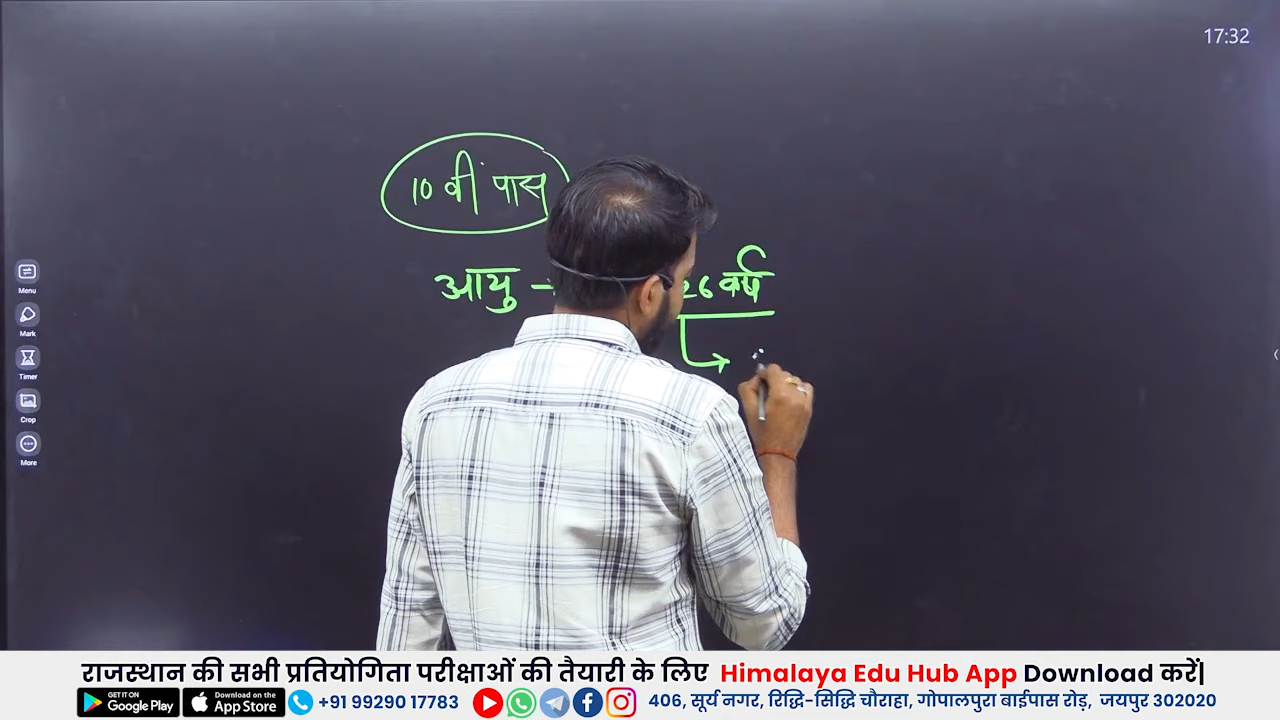 17:32
10 वीं पास
आयु -
26 वर्ष
Menu
Mark
Timer
Crop
More
राजस्थान की सभी प्रतियोगिता परीक्षाओं की तैयारी के लिए Himalaya Edu Hub App Download करें|
GET IT ON Google Play Download on the App Store +91 99290 17783 406, सूर्य नगर, रिद्धि-सिद्धि चौराहा, गोपालपुरा बाईपास रोड़, जयपुर 302020